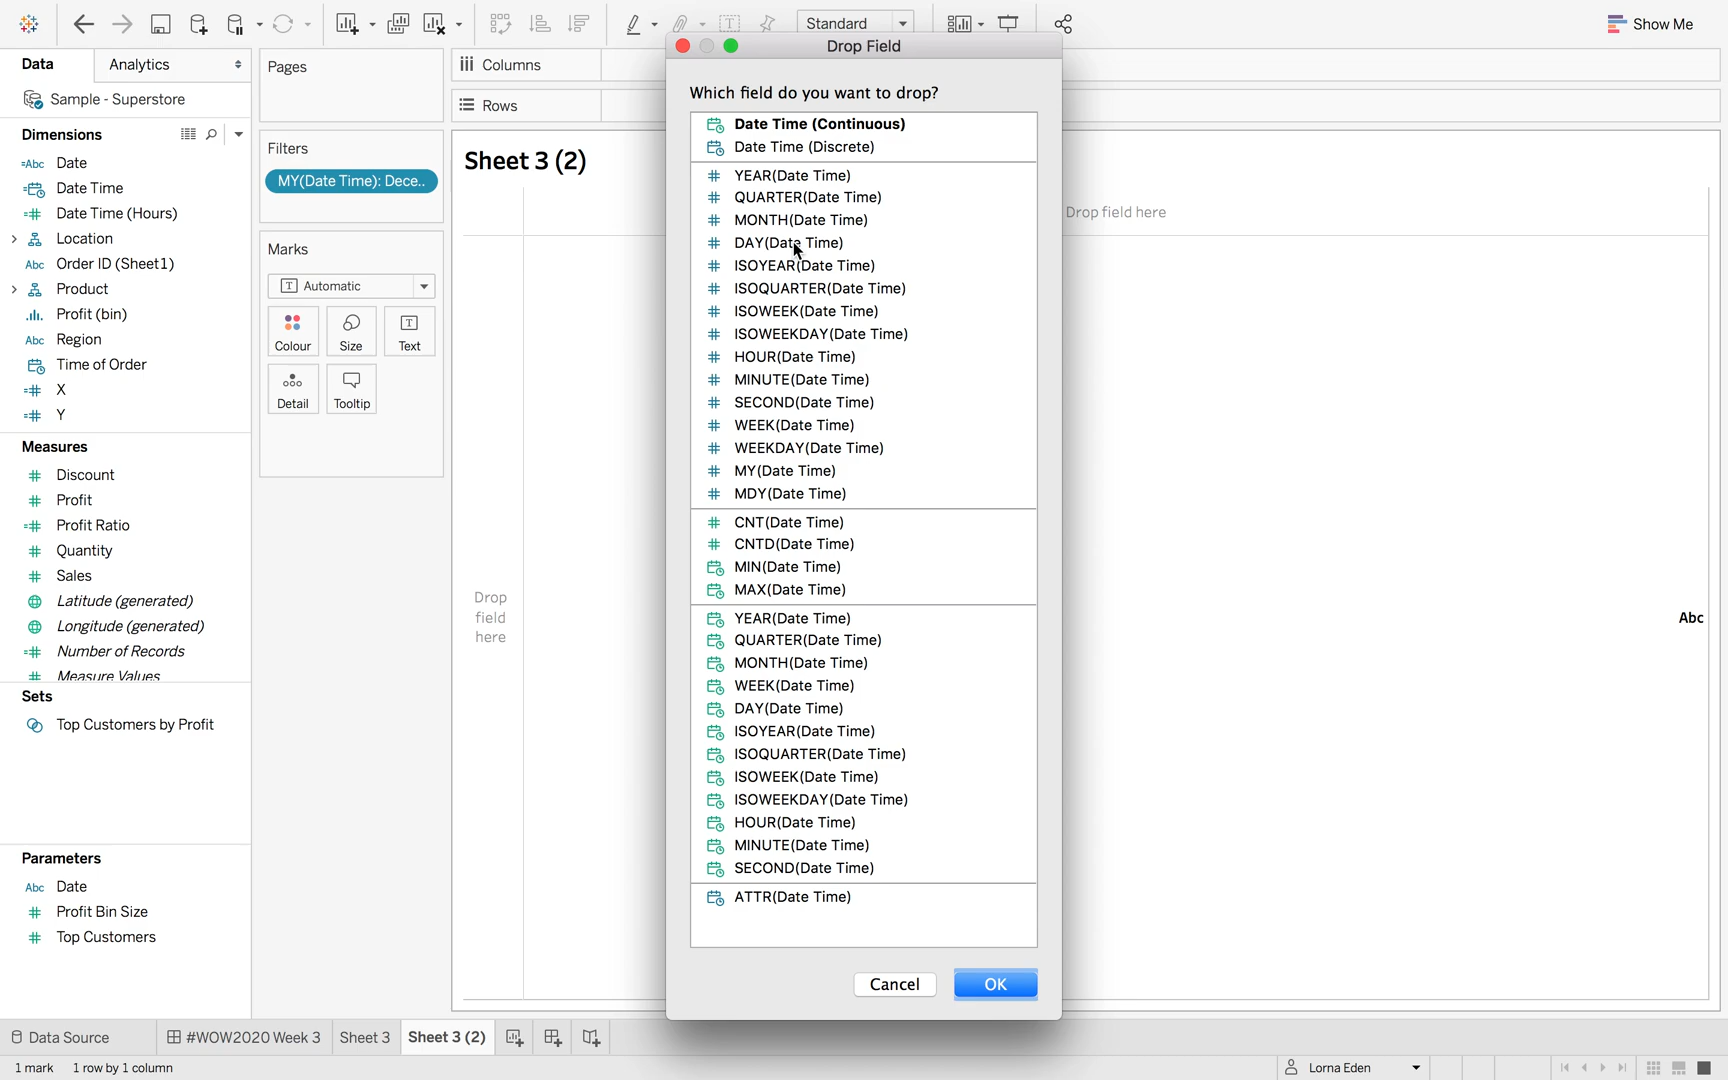 Standard
Show Me
Drop Field
Data
Analytics
Pages
Columns
Rows
Sample - Superstore
Dimensions
Abc Date
Date Time
Date Time (Hours)
Location
Abc Order ID (Sheet1)
Product
Profit (bin)
Abc Region
Time of Order
X
Y
Measures
Discount
Profit
Profit Ratio
Quantity
Sales
Latitude (generated)
Longitude (generated)
Number of Records
Measure Values
Sets
Top Customers by Profit
Parameters
Abc Date
Profit Bin Size
Top Customers
Filters
MY(Date Time): Dece..
Marks
Automatic
Colour
Size
Text
Detail
Tooltip
Sheet 3 (2)
Drop field here
Drop
field
here
Abc
Which field do you want to drop?
Date Time (Continuous)
Date Time (Discrete)
YEAR(Date Time)
QUARTER(Date Time)
MONTH(Date Time)
DAY(Date Time)
ISOYEAR(Date Time)
ISOQUARTER(Date Time)
ISOWEEK(Date Time)
ISOWEEKDAY(Date Time)
HOUR(Date Time)
MINUTE(Date Time)
SECOND(Date Time)
WEEK(Date Time)
WEEKDAY(Date Time)
MY(Date Time)
MDY(Date Time)
CNT(Date Time)
CNTD(Date Time)
MIN(Date Time)
MAX(Date Time)
YEAR(Date Time)
QUARTER(Date Time)
MONTH(Date Time)
WEEK(Date Time)
DAY(Date Time)
ISOYEAR(Date Time)
ISOQUARTER(Date Time)
ISOWEEK(Date Time)
ISOWEEKDAY(Date Time)
HOUR(Date Time)
MINUTE(Date Time)
SECOND(Date Time)
ATTR(Date Time)
Cancel
OK
Data Source
#WOW2020 Week 3
Sheet 3
Sheet 3 (2)
1 mark
1 row by 1 column
Lorna Eden